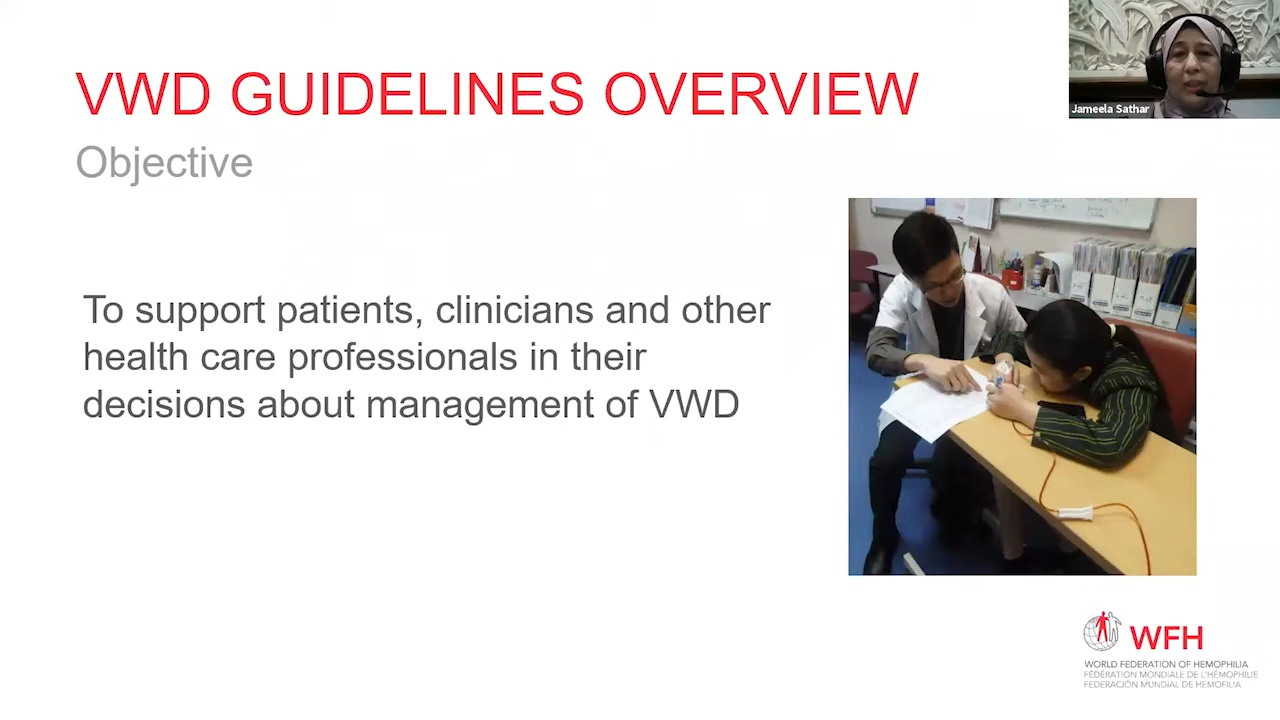 VWD GUIDELINES OVERVIEW
Objective
Jameela Sathar
To support patients, clinicians and other
health care professionals in their
decisions about management of VWD
WFH
WORLD FEDERATION OF HEMOPHILIA
FÉDÉRATION MONDIALE DE L'HÉMOPHILIE
FEDERACIÓN MUNDIAL DE HEMOFILIA